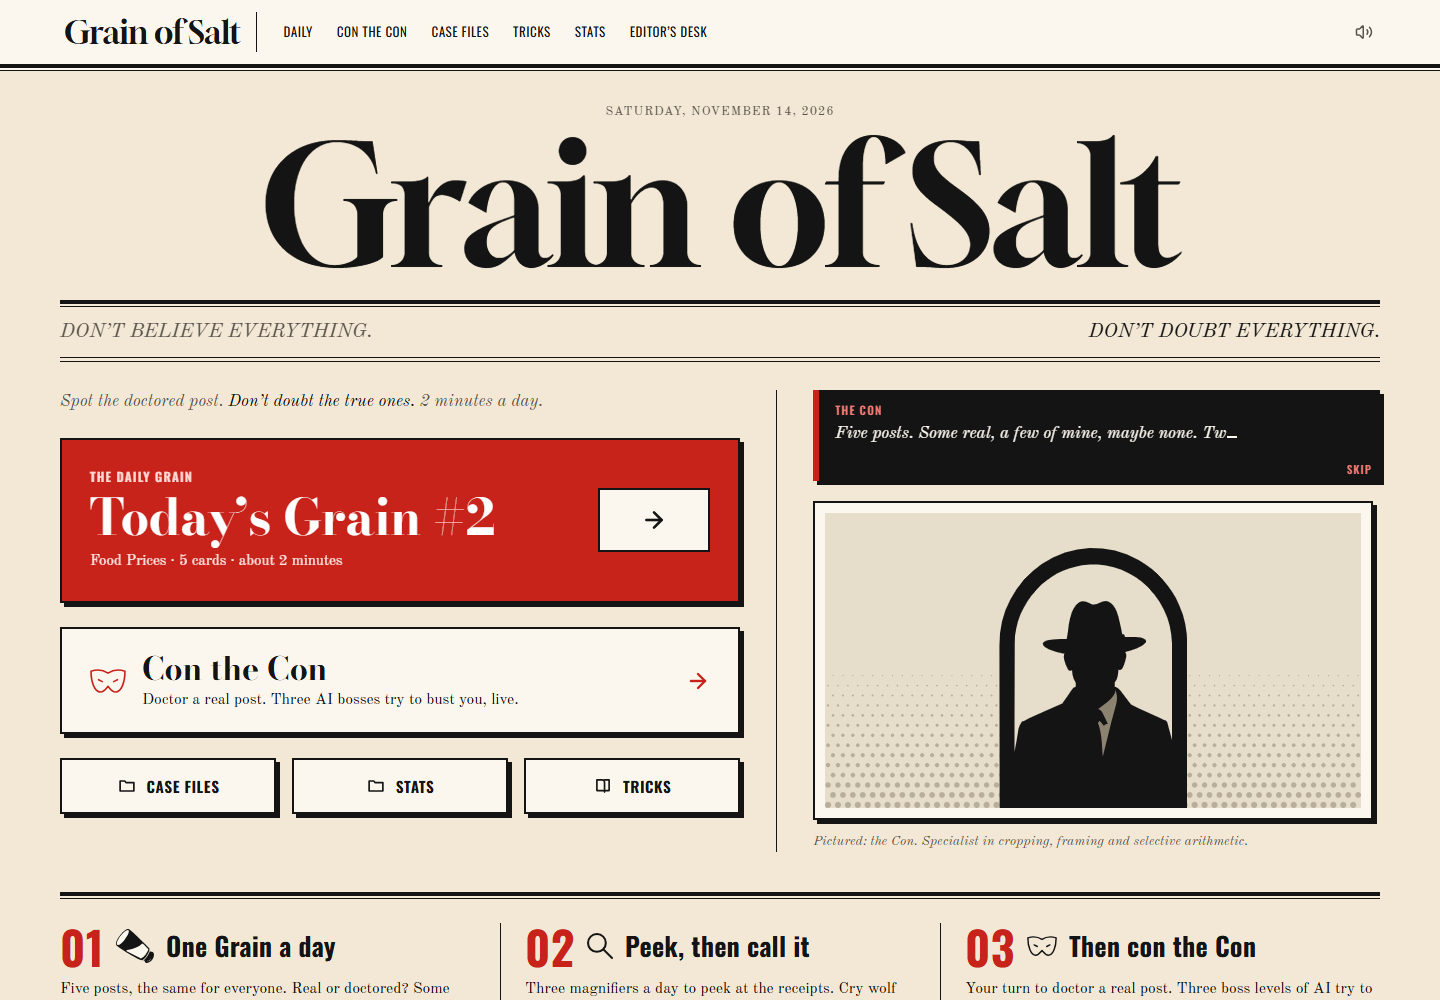 Grain of Salt
DAILY
CON THE CON
CASE FILES
TRICKS
STATS
EDITOR'S DESK
SATURDAY, NOVEMBER 14, 2026
Grain of Salt
DON'T BELIEVE EVERYTHING.
DON'T DOUBT EVERYTHING.
Spot the doctored post. Don't doubt the true ones. 2 minutes a day.
THE DAILY GRAIN
Today's Grain #2
Food Prices · 5 cards · about 2 minutes
Con the Con
Doctor a real post. Three AI bosses try to bust you, live.
CASE FILES
STATS
TRICKS
THE CON
Five posts. Some real, a few of mine, maybe none. Tw
SKIP
Pictured: the Con. Specialist in cropping, framing and selective arithmetic.
01 One Grain a day
Five posts, the same for everyone. Real or doctored? Some
02 Peek, then call it
Three magnifiers a day to peek at the receipts. Cry wolf
03 Then con the Con
Your turn to doctor a real post. Three boss levels of AI try to